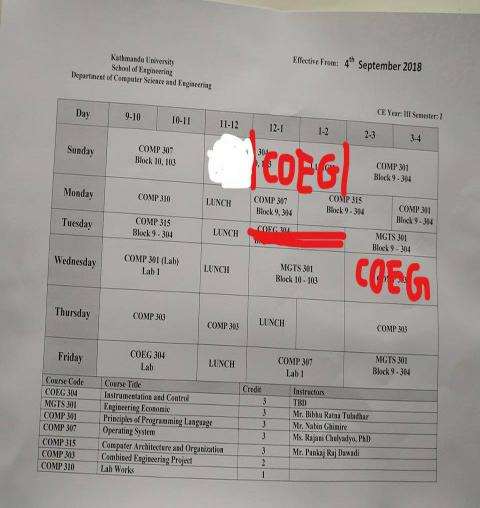 Kathmandu University
School of Engineering
Department of Computer Science and Engineering
Effective From: 4th September 2018
CE Year: III Semester: I
Day 9-10 10-11 11-12 12-1 1-2 2-3 3-4
Sunday COMP 307 COEG COMP 301
Block 10, 103 Block 9 - 304
Monday COMP 310 LUNCH COMP 307 COMP 315 COMP 301
Block 9, 304 Block 9 - 304 Block 9 - 304
Tuesday COMP 315 LUNCH COEG 304 MGTS 301
Block 9 - 304 Block 9 - 304
Wednesday COMP 301 (Lab) LUNCH MGTS 301 COEG
Lab 1 Block 10 - 103
Thursday COMP 303 COMP 303 LUNCH COMP 303
Friday COEG 304 LUNCH COMP 307 MGTS 301
Lab Lab 1 Block 9 - 304
Course Code Course Title Credit Instructors
COEG 304 Instrumentation and Control 3 TBD
MGTS 301 Engineering Economic 3 Mr. Bibhu Ratna Tuladhar
COMP 301 Principles of Programming Language 3 Mr. Nabin Ghimire
COMP 307 Operating System 3 Ms. Rajani Chulyadyo, PhD
COMP 315 Computer Architecture and Organization 3 Mr. Pankaj Raj Dawadi
COMP 303 Combined Engineering Project 2
COMP 310 Lab Works 1